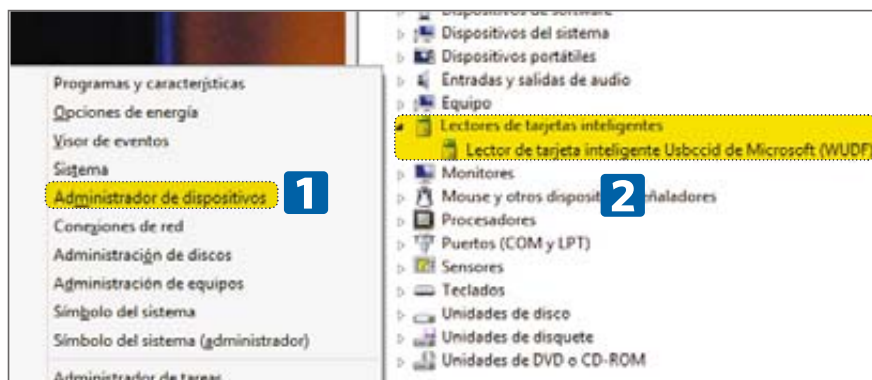 Programas y características
Opciones de energía
Visor de eventos
Sistema
Administrador de dispositivos
1
Conexiones de red
Administración de discos
Administración de equipos
Símbolo del sistema
Símbolo del sistema (administrador)
Administrador de tareas
Dispositivos de software
Dispositivos del sistema
Dispositivos portátiles
Entradas y salidas de audio
Equipo
Lectores de tarjetas inteligentes
Lector de tarjeta inteligente Usbccid de Microsoft (WUDF)
Monitores
Mouse y otros dispositi eñaladores
2
Procesadores
Puertos (COM y LPT)
Sensores
Teclados
Unidades de disco
Unidades de disquete
Unidades de DVD o CD-ROM